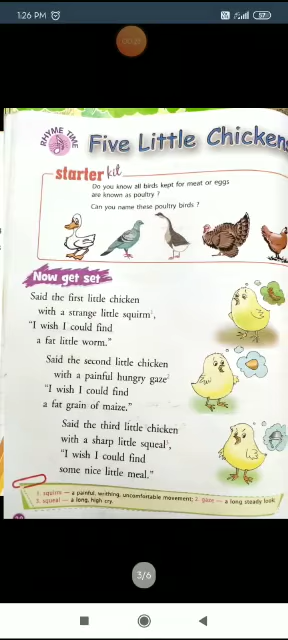 1:26 PM
57
00:25
RHYME TIME
Five Little Chickens
starter kit
Do you know all birds kept for meat or eggs
are known as poultry ?
Can you name these poultry birds ?
Now get set
Said the first little chicken
with a strange little squirm¹,
"I wish I could find
a fat little worm."
Said the second little chicken
with a painful hungry gaze²
"I wish I could find
a fat grain of maize."
Said the third little chicken
with a sharp little squeal³,
"I wish I could find
some nice little meal."
1. squirm — a painful, writhing, uncomfortable movement; 2. gaze — a long steady look;
3. squeal — a long, high cry.
3/6